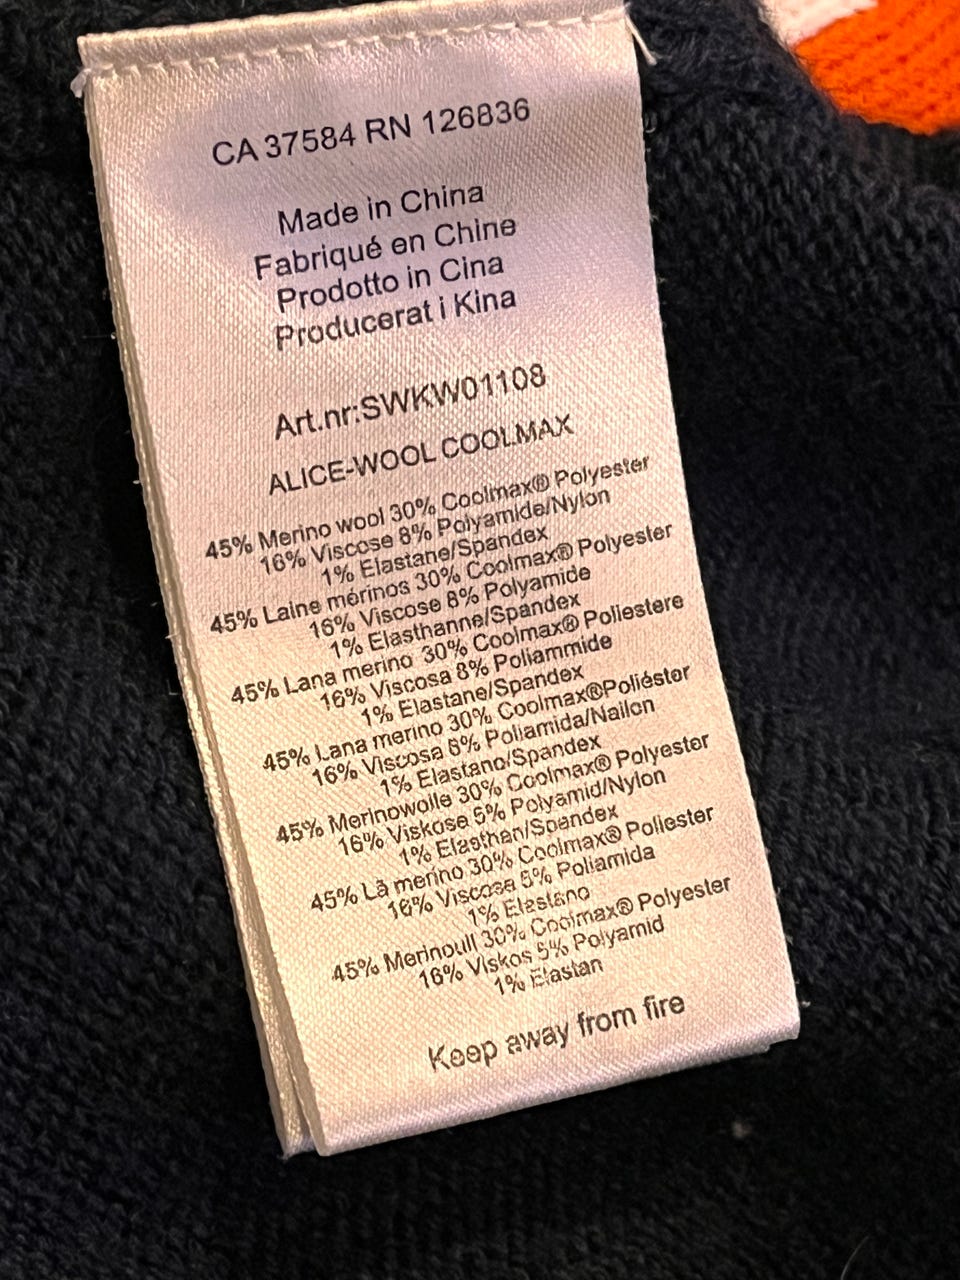 CA 37584 RN 126836
Made in China
Fabriqué en Chine
Prodotto in Cina
Producerat i Kina
Art.nr:SWKW01108
ALICE-WOOL COOLMAX
45% Merino wool 30% Coolmax® Polyester
16% Viscose 8% Polyamide/Nylon
1% Elastane/Spandex
45% Laine mérinos 30% Coolmax® Polyester
16% Viscose 8% Polyamide
1% Elasthanne/Spandex
45% Lana merino 30% Coolmax® Poliestere
16% Viscosa 8% Poliammide
1% Elastane/Spandex
45% Lana merino 30% Coolmax®Poliéster
16% Viscosa 8% Poliamida/Nailon
1% Elastano/Spandex
45% Merinowolle 30% Coolmax® Polyester
16% Viskose 5% Polyamid/Nylon
1% Elasthan/Spandex
45% Lã merino 30% Coolmax® Poliester
16% Viscosa 5% Poliamida
1% Elastano
45% Merinoull 30% Coolmax® Polyester
16% Viskos 5% Polyamid
1% Elastan
Keep away from fire